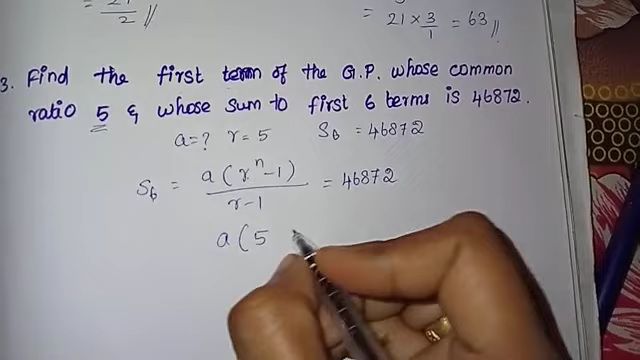 2 //
= 21 × 3/1 = 63 //
3. Find the first term of the G.P. whose common
ratio 5 & whose sum to first 6 terms is 46872.
a=? r=5 S6 = 46872
S6 = a(r^n-1)/r-1 = 46872
a(5